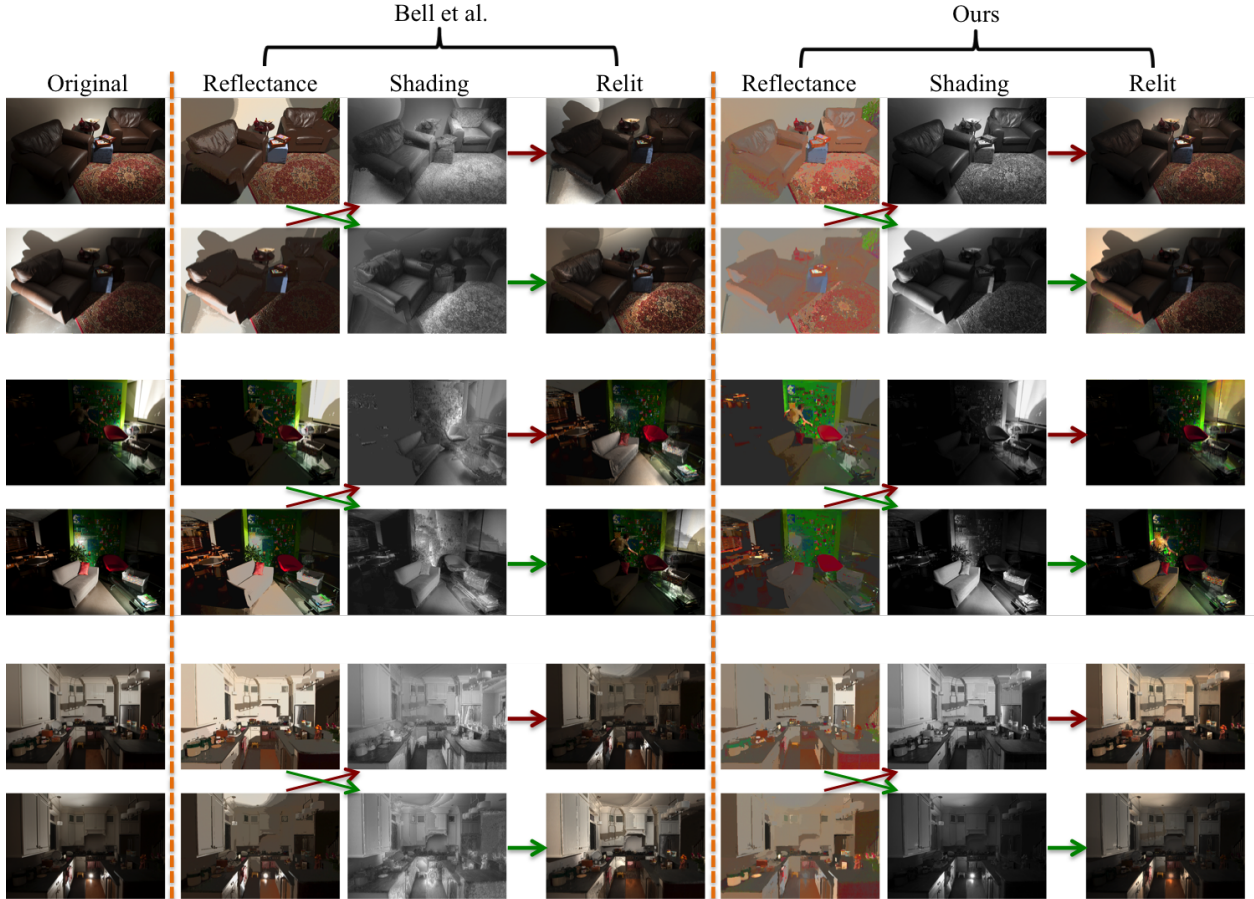 Bell et al.
Ours
Original
Reflectance
Shading
Relit
Reflectance
Shading
Relit